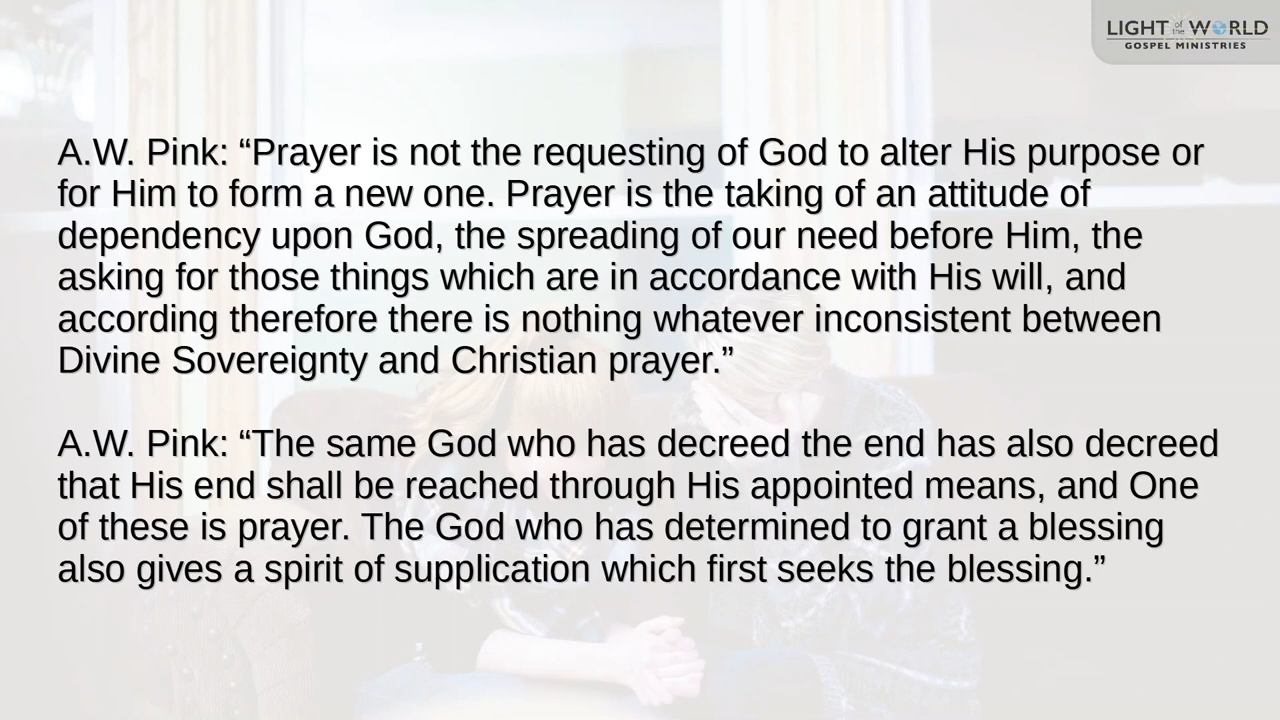 LIGHT of the WORLD
GOSPEL MINISTRIES
A.W. Pink: “Prayer is not the requesting of God to alter His purpose or
for Him to form a new one. Prayer is the taking of an attitude of
dependency upon God, the spreading of our need before Him, the
asking for those things which are in accordance with His will, and
according therefore there is nothing whatever inconsistent between
Divine Sovereignty and Christian prayer.”
A.W. Pink: “The same God who has decreed the end has also decreed
that His end shall be reached through His appointed means, and One
of these is prayer. The God who has determined to grant a blessing
also gives a spirit of supplication which first seeks the blessing.”